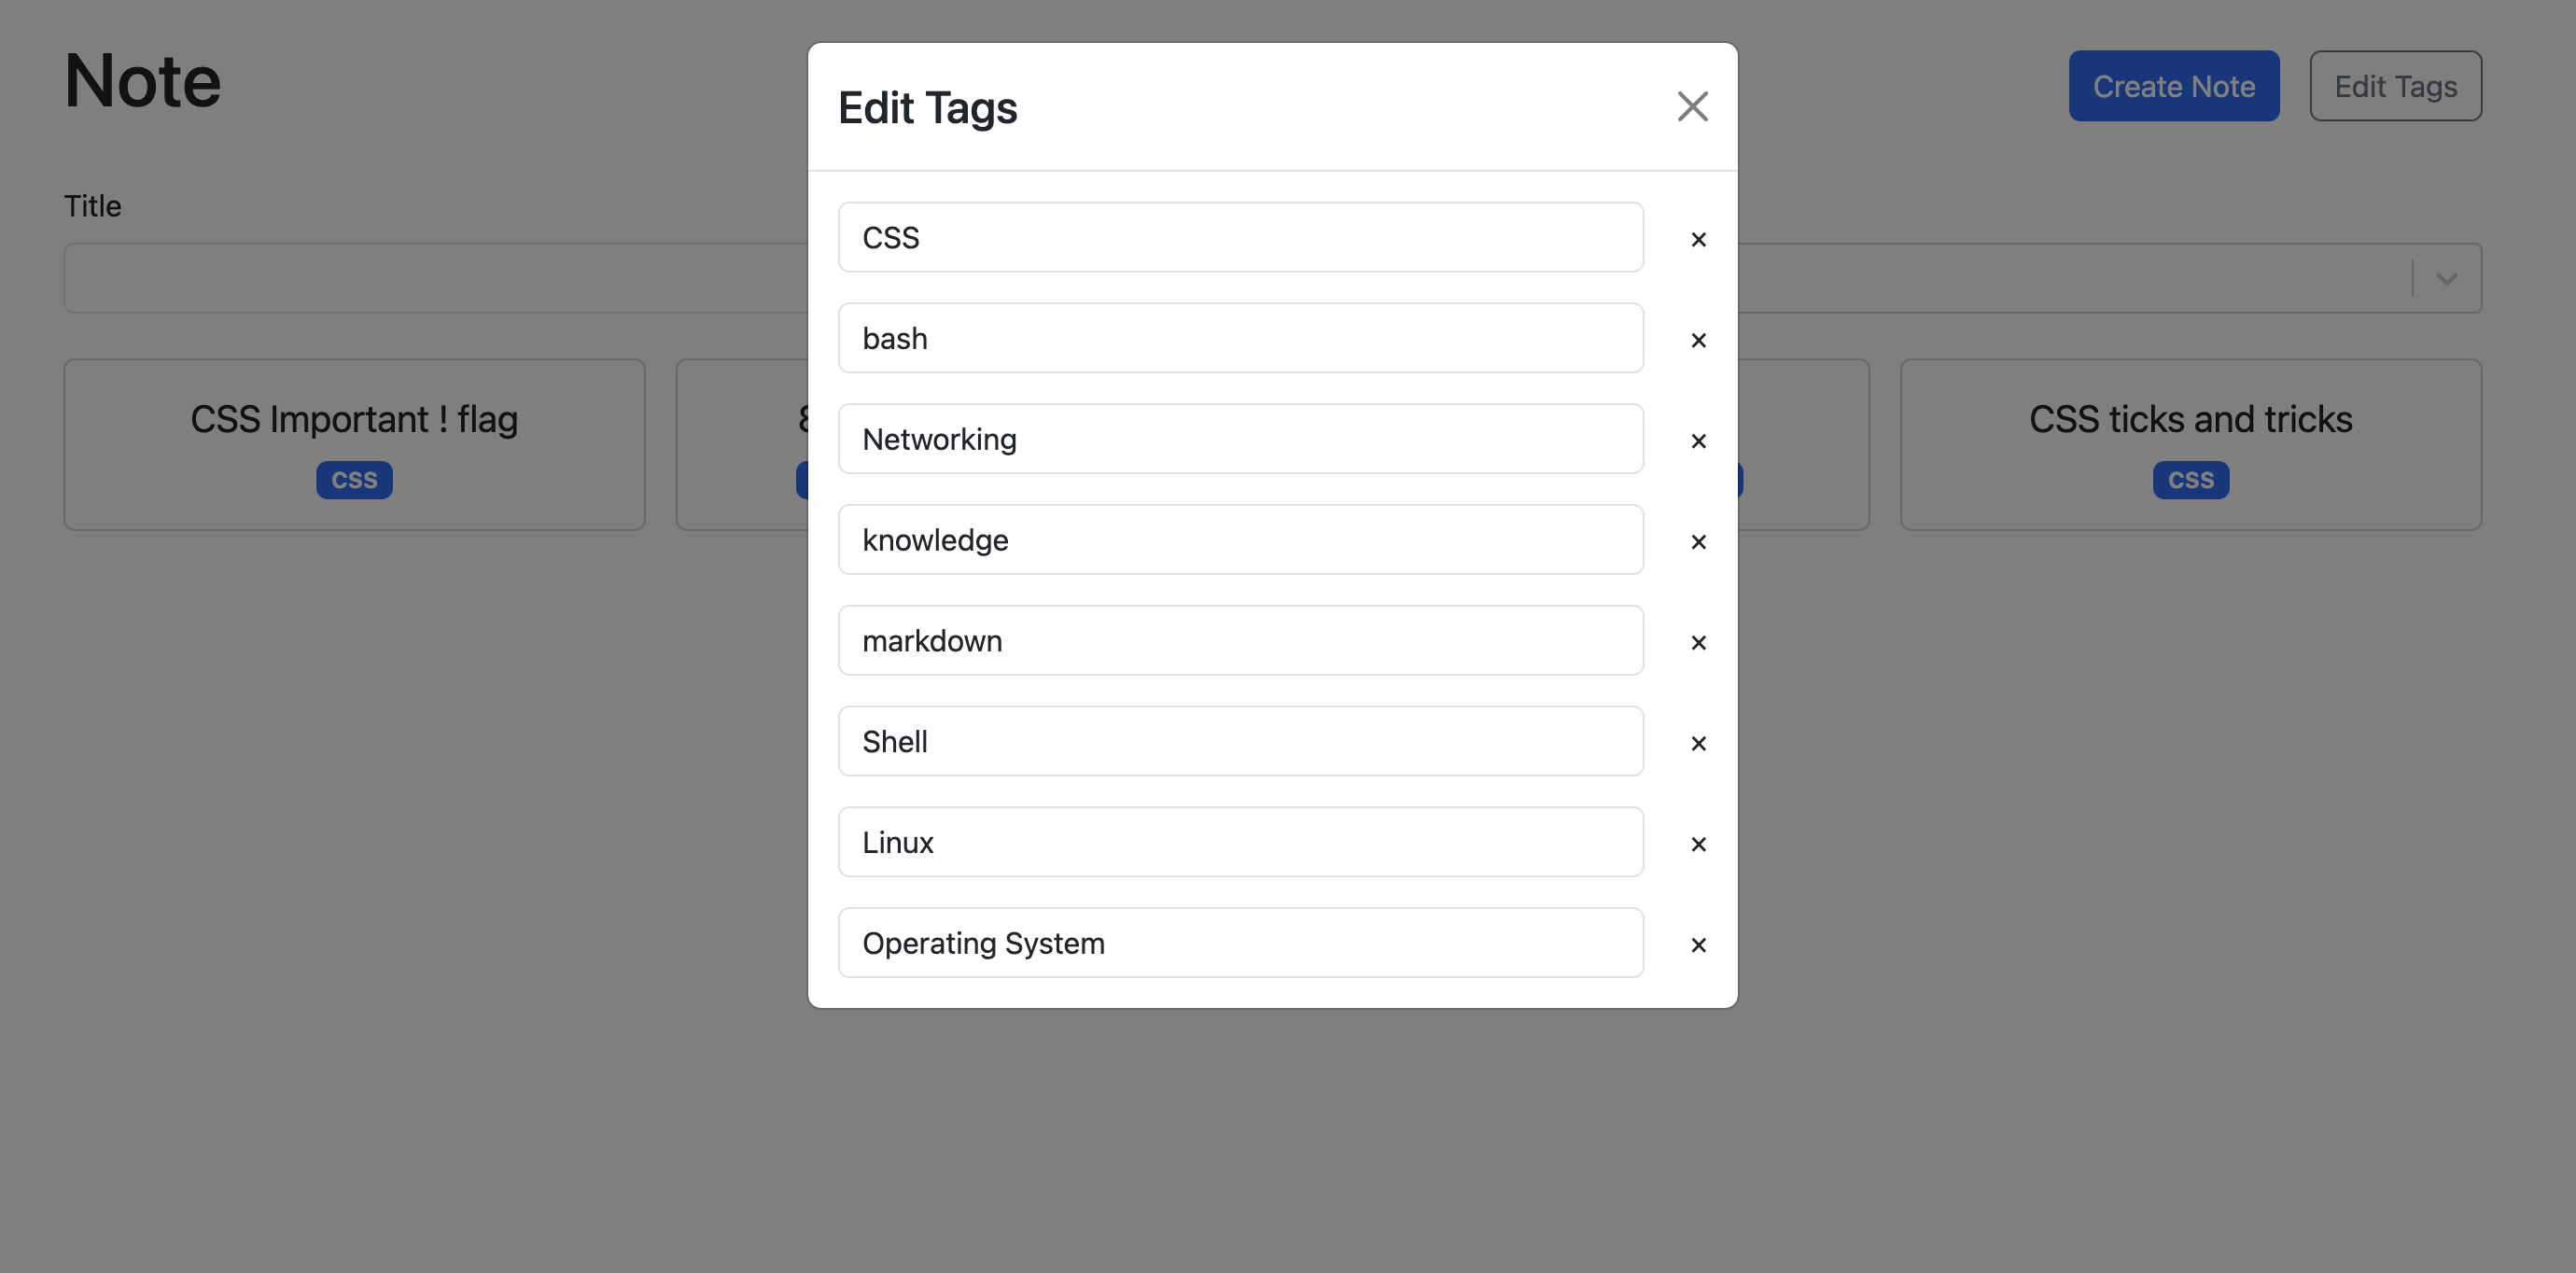 Note
Create Note
Edit Tags
Title
CSS Important ! flag
CSS
CSS ticks and tricks
CSS
Edit Tags
CSS
bash
Networking
knowledge
markdown
Shell
Linux
Operating System